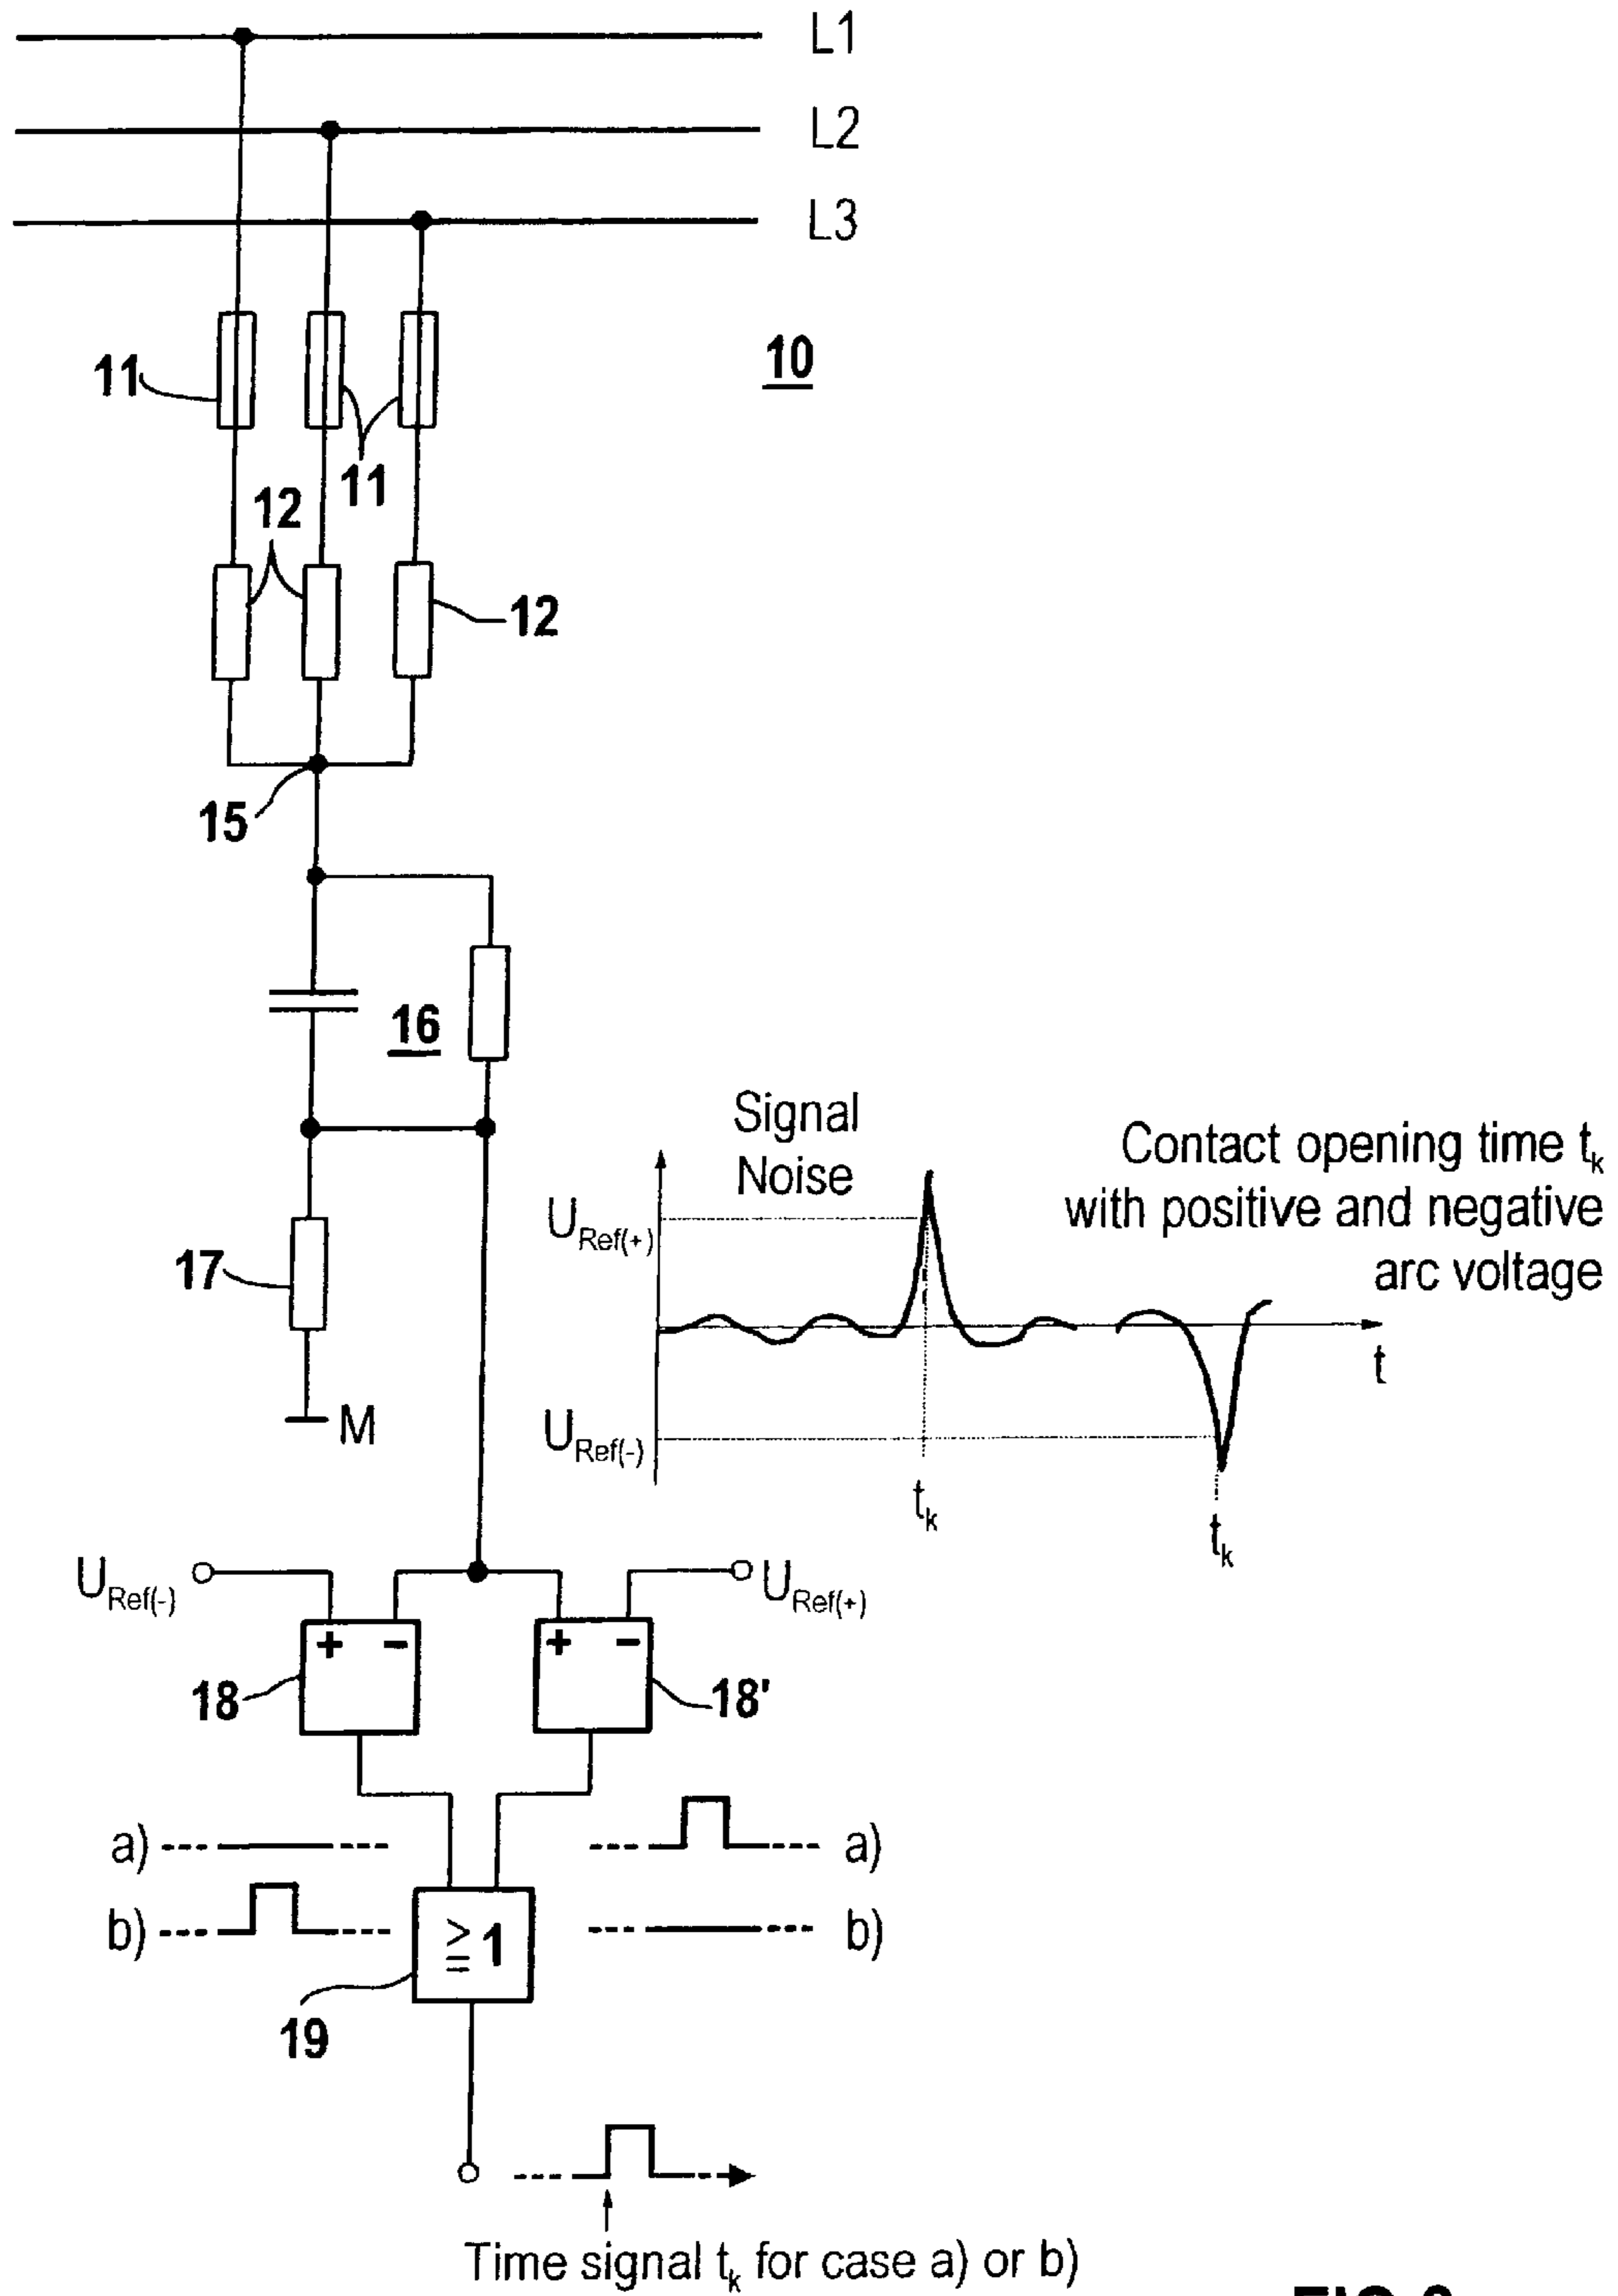 L1
L2
L3
10
11
11
12
12
15
16
Signal
Noise
Contact opening time tk
with positive and negative
arc voltage
URef(+)
17
t
M
URef(-)
tk
tk
URef(-)
URef(+)
+ -
+ -
18
18'
a)
a)
b)
≥1
b)
19
Time signal tk for case a) or b)